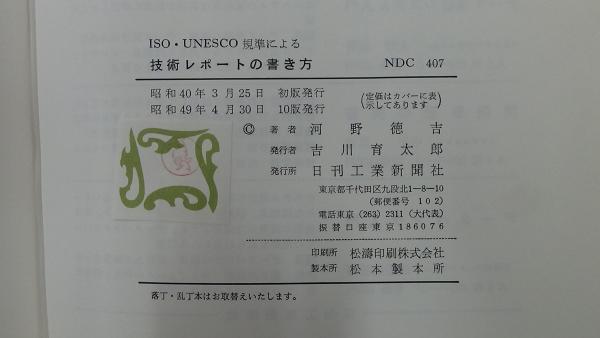 ISO・UNESCO 規準による
技術レポートの書き方 NDC 407
昭和40年3月25日 初版発行
昭和49年4月30日 10版発行
(定価はカバーに表示してあります)
© 著者 河野徳吉
発行者 吉川育太郎
発行所 日刊工業新聞社
東京都千代田区九段北1-8-10
(郵便番号 102)
電話東京 (263) 2311 (大代表)
振替口座東京186076
印刷所 松濤印刷株式会社
製本所 松本製本所
落丁・乱丁本はお取替えいたします。